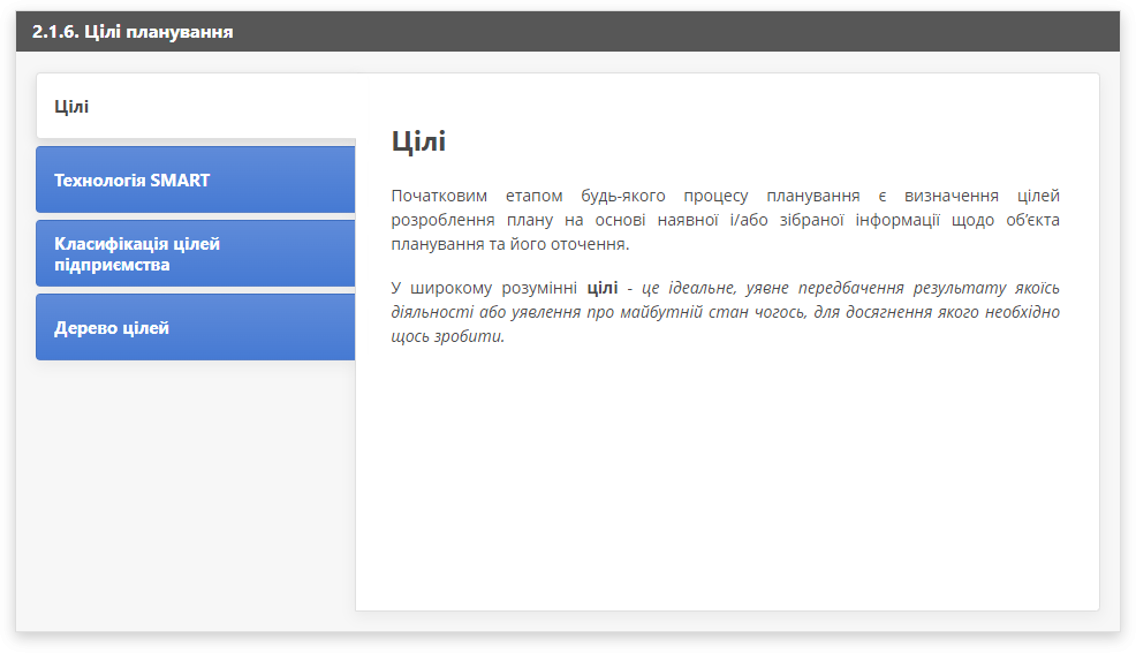 2.1.6. Цілі планування
Цілі
Технологія SMART
Класифікація цілей
підприємства
Дерево цілей
Цілі
Початковим етапом будь-якого процесу планування є визначення цілей
розроблення плану на основі наявної і/або зібраної інформації щодо об’єкта
планування та його оточення.
У широкому розумінні цілі - це ідеальне, уявне передбачення результату якоїсь
діяльності або уявлення про майбутній стан чогось, для досягнення якого необхідно
щось зробити.